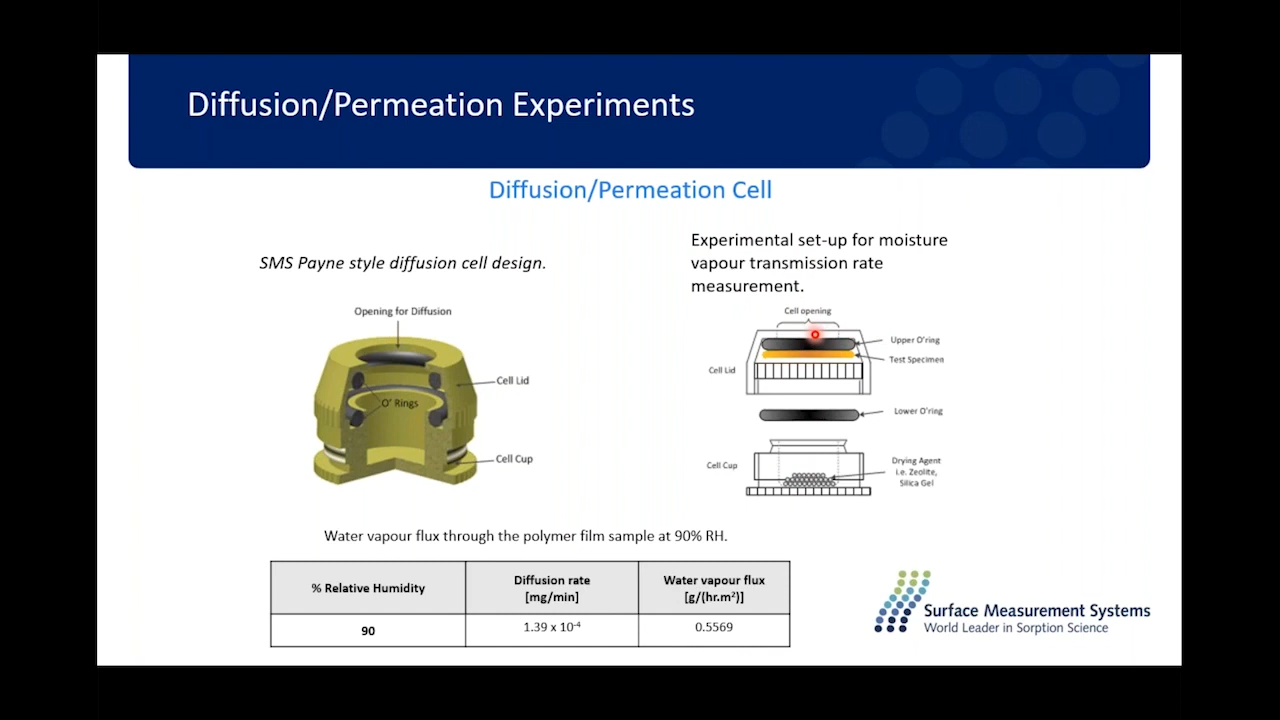 Diffusion/Permeation Experiments
Diffusion/Permeation Cell
SMS Payne style diffusion cell design.
Opening for Diffusion
Cell Lid
O' Rings
Cell Cup
Experimental set-up for moisture
vapour transmission rate
measurement.
Cell opening
Upper O'ring
Test Specimen
Cell Lid
Lower O'ring
Cell Cup
Drying Agent
i.e. Zeolite,
Silica Gel
Water vapour flux through the polymer film sample at 90% RH.
% Relative Humidity
Diffusion rate
[mg/min]
Water vapour flux
[g/(hr.m²)]
90
1.39 x 10⁻⁴
0.5569
Surface Measurement Systems
World Leader in Sorption Science